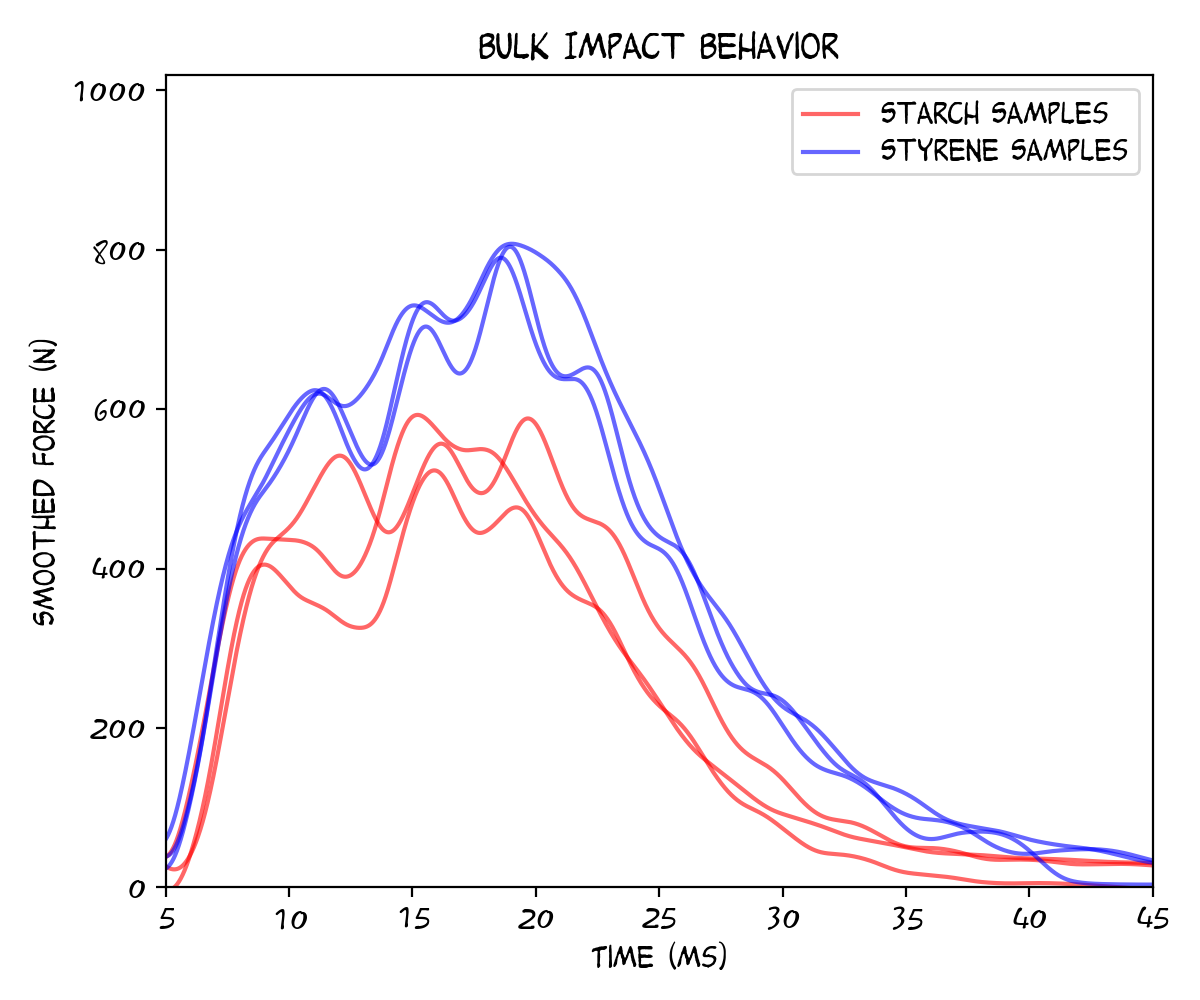 BULK IMPACT BEHAVIOR
STARCH SAMPLES
STYRENE SAMPLES
SMOOTHED FORCE (N)
1000
800
600
400
200
0
5 10 15 20 25 30 35 40 45
TIME (MS)